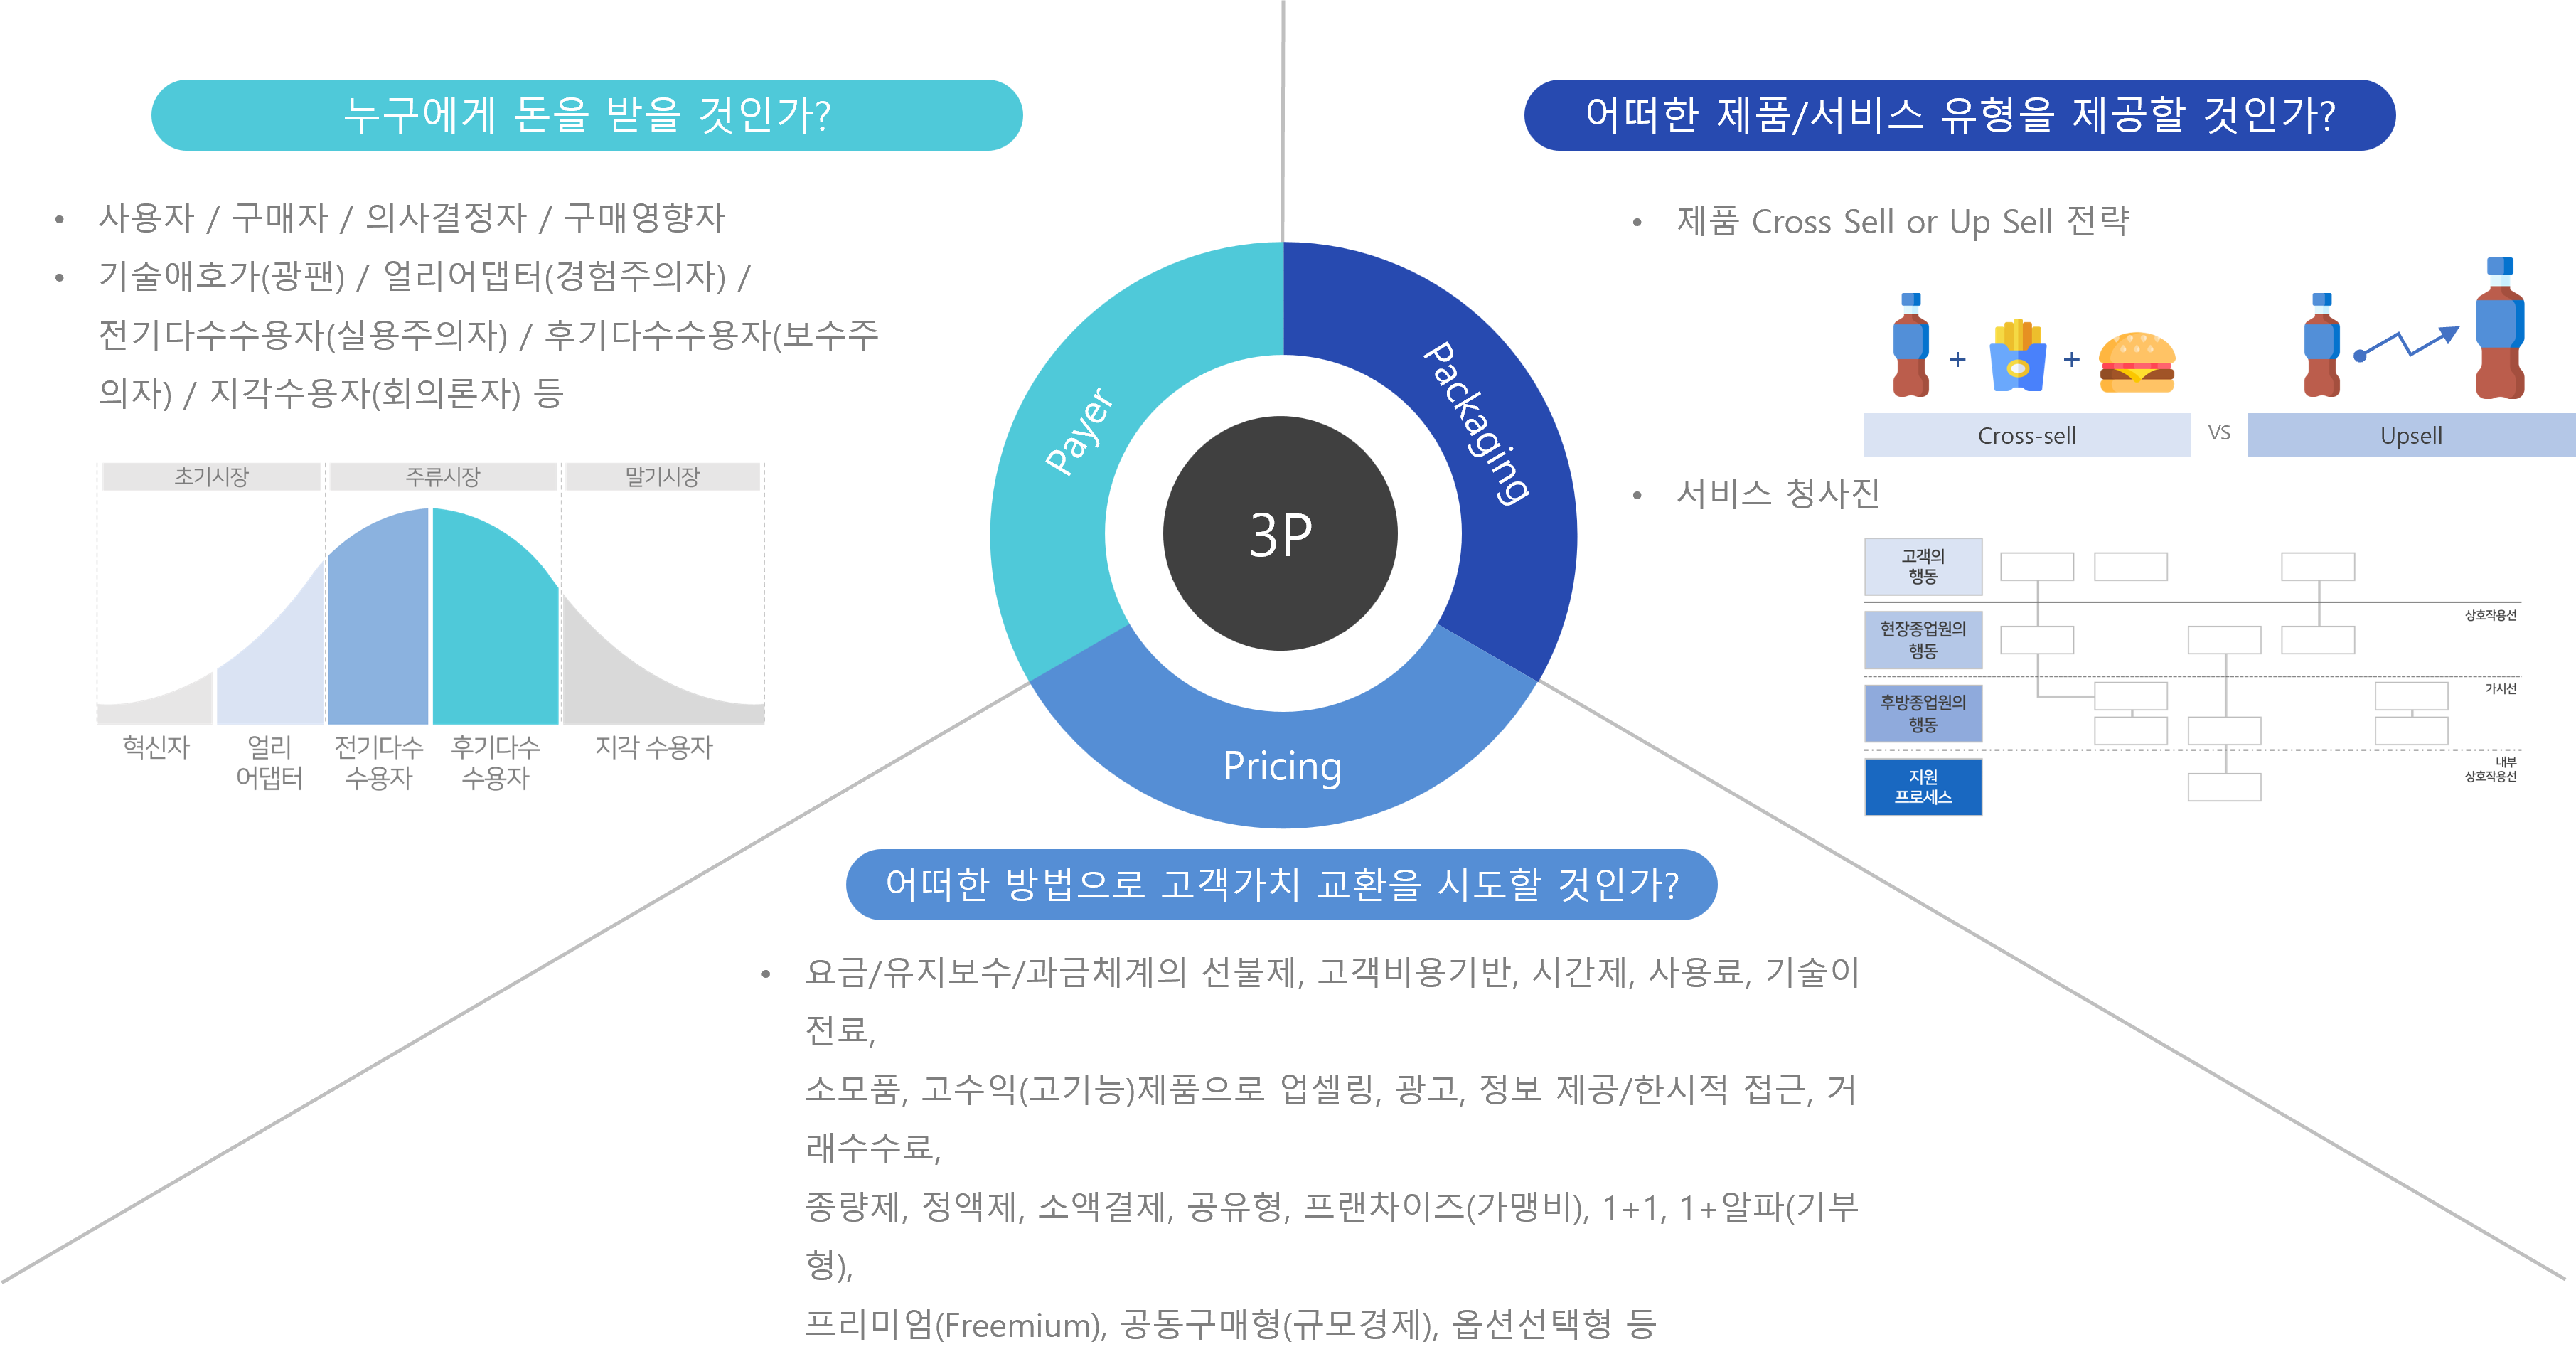 누구에게 돈을 받을 것인가?
• 사용자 / 구매자 / 의사결정자 / 구매영향자
• 기술애호가(광팬) / 얼리어댑터(경험주의자) /
전기다수수용자(실용주의자) / 후기다수수용자(보수주
의자) / 지각수용자(회의론자) 등
초기시장
주류시장
말기시장
혁신자
얼리
어댑터
전기다수
수용자
후기다수
수용자
지각 수용자
어떠한 제품/서비스 유형을 제공할 것인가?
• 제품 Cross Sell or Up Sell 전략
+
+
Cross-sell
VS
Upsell
• 서비스 청사진
고객의
행동
상호작용선
현장종업원의
행동
가시선
후방종업원의
행동
내부
상호작용선
지원
프로세스
Payer
Packaging
3P
Pricing
어떠한 방법으로 고객가치 교환을 시도할 것인가?
• 요금/유지보수/과금체계의 선불제, 고객비용기반, 시간제, 사용료, 기술이
전료,
소모품, 고수익(고기능)제품으로 업셀링, 광고, 정보 제공/한시적 접근, 거
래수수료,
종량제, 정액제, 소액결제, 공유형, 프랜차이즈(가맹비), 1+1, 1+알파(기부
형),
프리미엄(Freemium), 공동구매형(규모경제), 옵션선택형 등